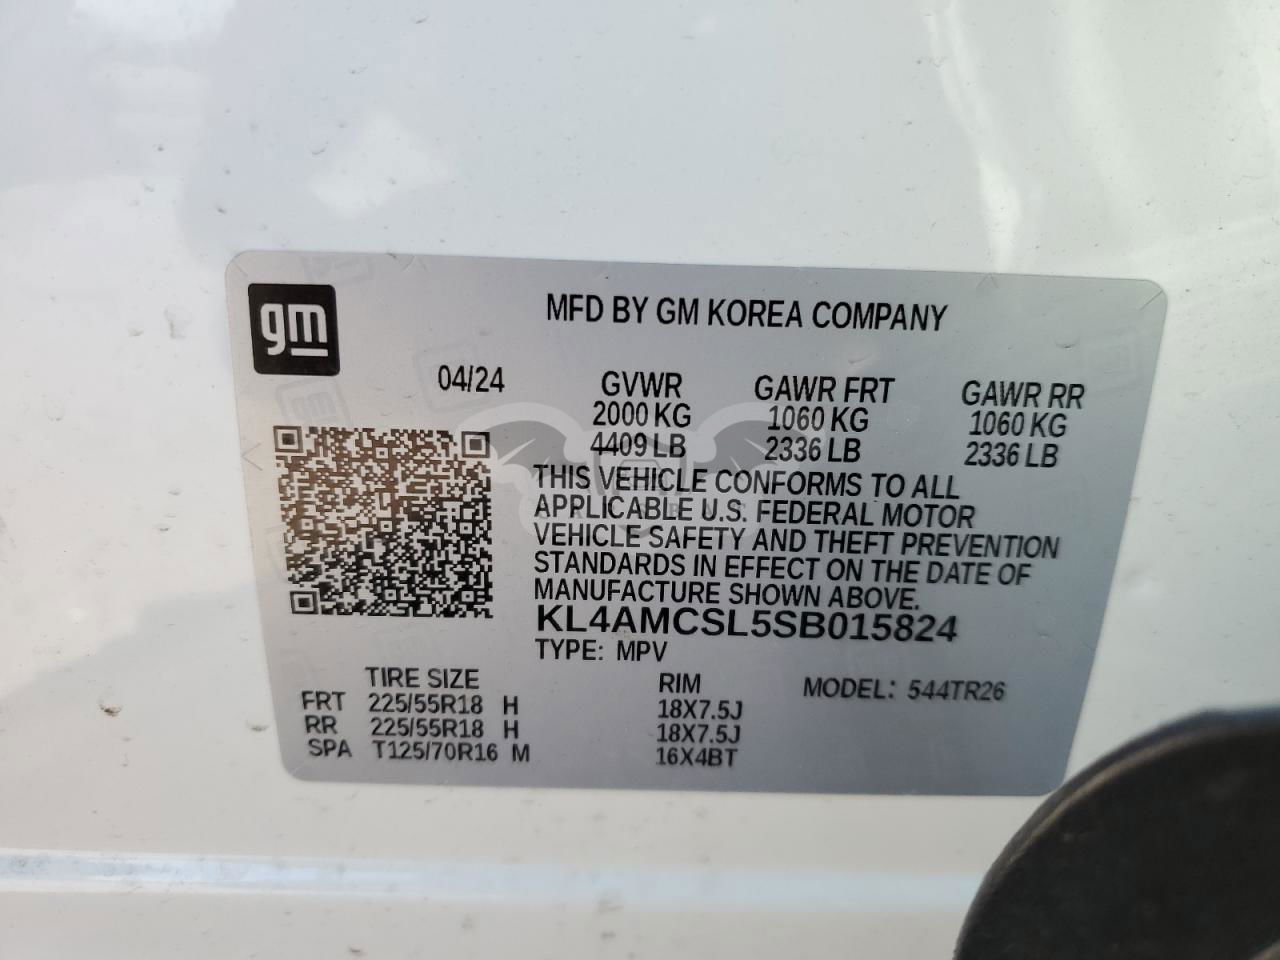 gm
MFD BY GM KOREA COMPANY
04/24
GVWR GAWR FRT GAWR RR
2000 KG 1060 KG 1060 KG
4409 LB 2336 LB 2336 LB
THIS VEHICLE CONFORMS TO ALL
APPLICABLE U.S. FEDERAL MOTOR
VEHICLE SAFETY AND THEFT PREVENTION
STANDARDS IN EFFECT ON THE DATE OF
MANUFACTURE SHOWN ABOVE.
KL4AMCSL5SB015824
TYPE: MPV
TIRE SIZE RIM MODEL: 544TR26
FRT 225/55R18 H 18X7.5J
RR 225/55R18 H 18X7.5J
SPA T125/70R16 M 16X4BT